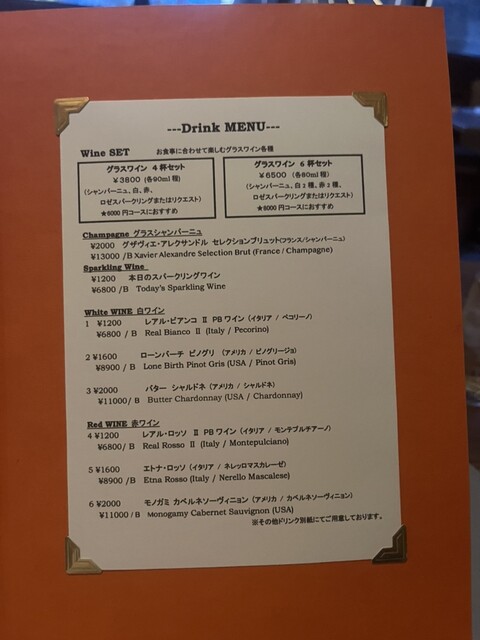 ---Drink MENU---
Wine SET お食事に合わせて楽しむグラスワイン各種
グラスワイン 4杯セット
¥3800 (各90ml程)
(シャンパーニュ、白、赤、
ロゼスパークリングまたはリクエスト)
★6000円コースにおすすめ
グラスワイン 6杯セット
¥6500 (各80ml程)
(シャンパーニュ、白2種、赤2種、
ロゼスパークリングまたはリクエスト)
★8000円コースにおすすめ
Champagne グラスシャンパーニュ
¥2000 グザヴィエ・アレクサンドル セレクションブリュット(フランス/シャンパーニュ)
¥13000 /B Xavier Alexandre Selection Brut (France / Champagne)
Sparkling Wine
¥1200 本日のスパークリングワイン
¥6800 /B Today's Sparkling Wine
White WINE 白ワイン
1 ¥1200 レアル・ビアンコ Ⅱ PBワイン (イタリア / ペコリーノ)
¥6800 / B Real Bianco Ⅱ (Italy / Pecorino)
2 ¥1600 ローンバーチ ピノグリ (アメリカ / ピノグリージョ)
¥8900 / B Lone Birth Pinot Gris (USA / Pinot Gris)
3 ¥2000 バター シャルドネ (アメリカ / シャルドネ)
¥11000/ B Butter Chardonnay (USA / Chardonnay)
Red WINE 赤ワイン
4 ¥1200 レアル・ロッソ Ⅱ PBワイン (イタリア / モンテプルチアーノ)
¥6800/ B Real Rosso Ⅱ (Italy / Montepulciano)
5 ¥1600 エトナ・ロッソ (イタリア / ネレッロマスカレーゼ)
¥8900 /B Etna Rosso (Italy / Nerello Mascalese)
6 ¥2000 モノガミ カベルネソーヴィニョン (アメリカ / カベルネソーヴィニョン)
¥11000 / B Monogamy Cabernet Sauvignon (USA)
※その他ドリンク別紙にてご用意しております。